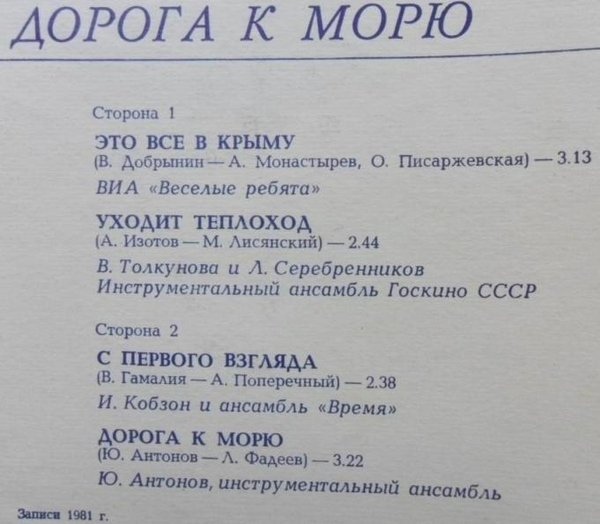 ДОРОГА К МОРЮ
Сторона 1
ЭТО ВСЕ В КРЫМУ
(В. Добрынин — А. Монастырев, О. Писаржевская) — 3.13
ВИА «Веселые ребята»
УХОДИТ ТЕПЛОХОД
(А. Изотов — М. Лисянский) — 2.44
В. Толкунова и Л. Серебренников
Инструментальный ансамбль Госкино СССР
Сторона 2
С ПЕРВОГО ВЗГЛЯДА
(В. Гамалия — А. Поперечный) — 2.38
И. Кобзон и ансамбль «Время»
ДОРОГА К МОРЮ
(Ю. Антонов — Л. Фадеев) — 3.22
Ю. Антонов, инструментальный ансамбль
Записи 1981 г.